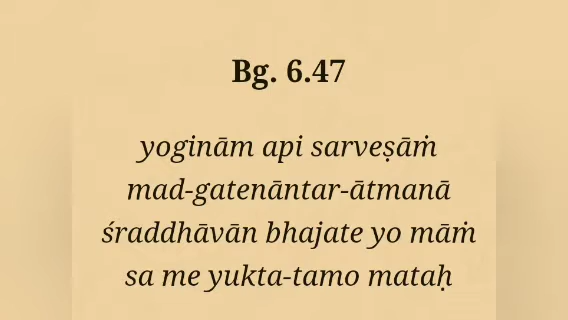 Bg. 6.47
yoginām api sarveṣāṁ
mad-gatenāntar-ātmanā
śraddhāvān bhajate yo māṁ
sa me yukta-tamo mataḥ